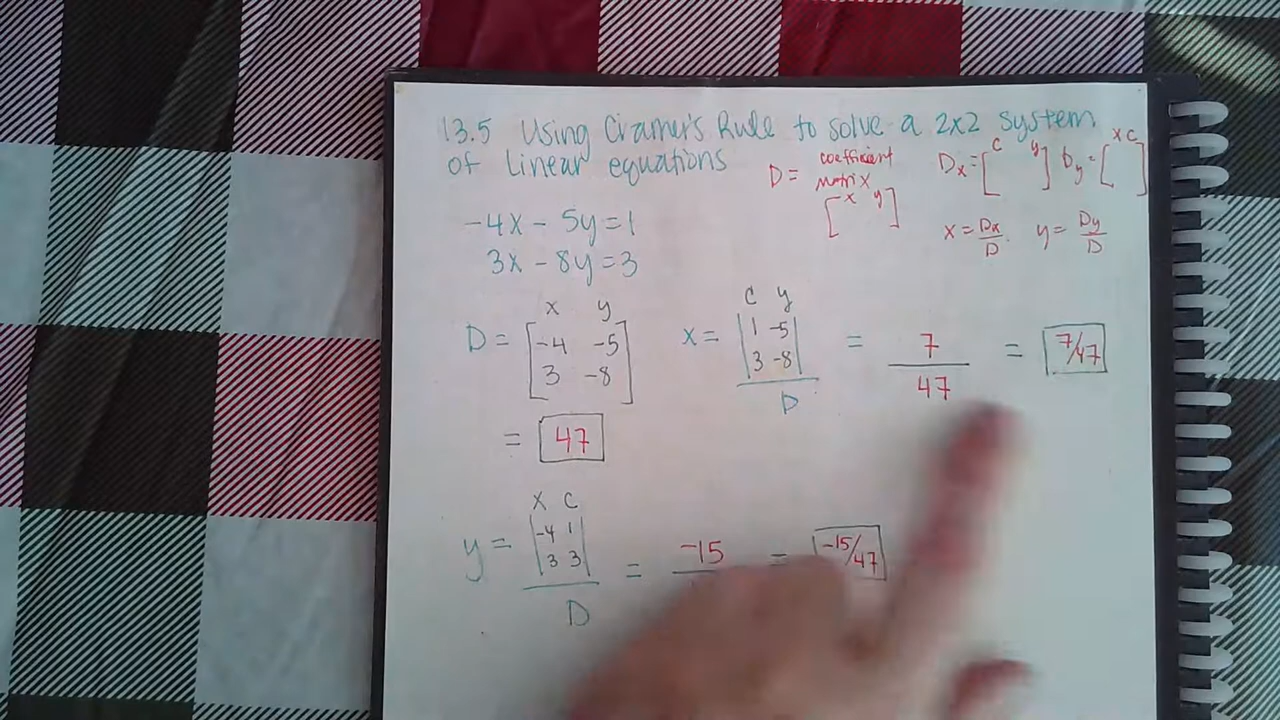 13.5 Using Cramer's Rule to solve a 2x2 system
of linear equations
D = coefficient matrix
[x y]
Dx = [c y] Dy = [x c]
x = Dx/D y = Dy/D
-4x - 5y = 1
3x - 8y = 3
x y
D = [-4 -5
3 -8]
= 47
c y
x = |1 -5|
|3 -8|
D
= 7/47 = 7/47
x c
y = |-4 1|
|3 3|
D
= -15 = -15/47